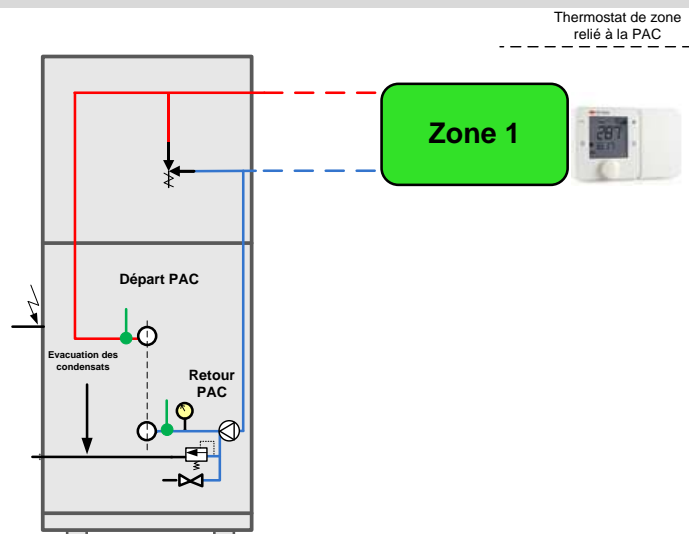 Thermostat de zone
relié à la PAC
Zone 1
Départ PAC
Evacuation des
condensats
Retour
PAC